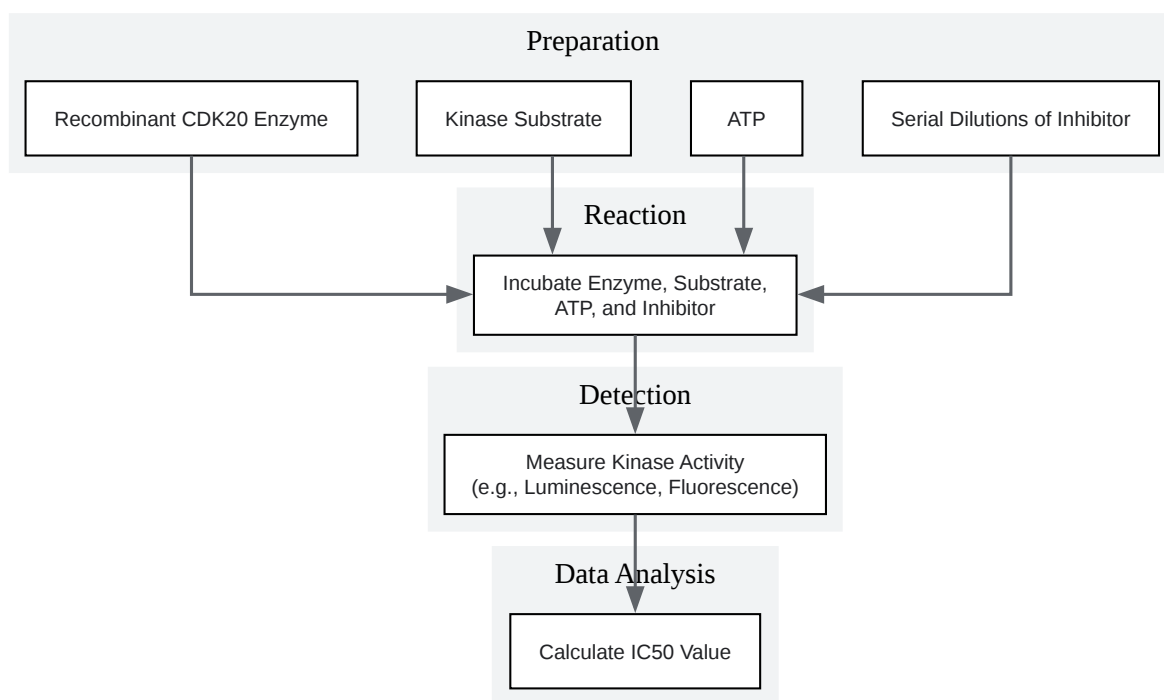 Preparation
Recombinant CDK20 Enzyme
Kinase Substrate
ATP
Serial Dilutions of Inhibitor
Reaction
Incubate Enzyme, Substrate,
ATP, and Inhibitor
Detection
Measure Kinase Activity
(e.g., Luminescence, Fluorescence)
Data Analysis
Calculate IC50 Value